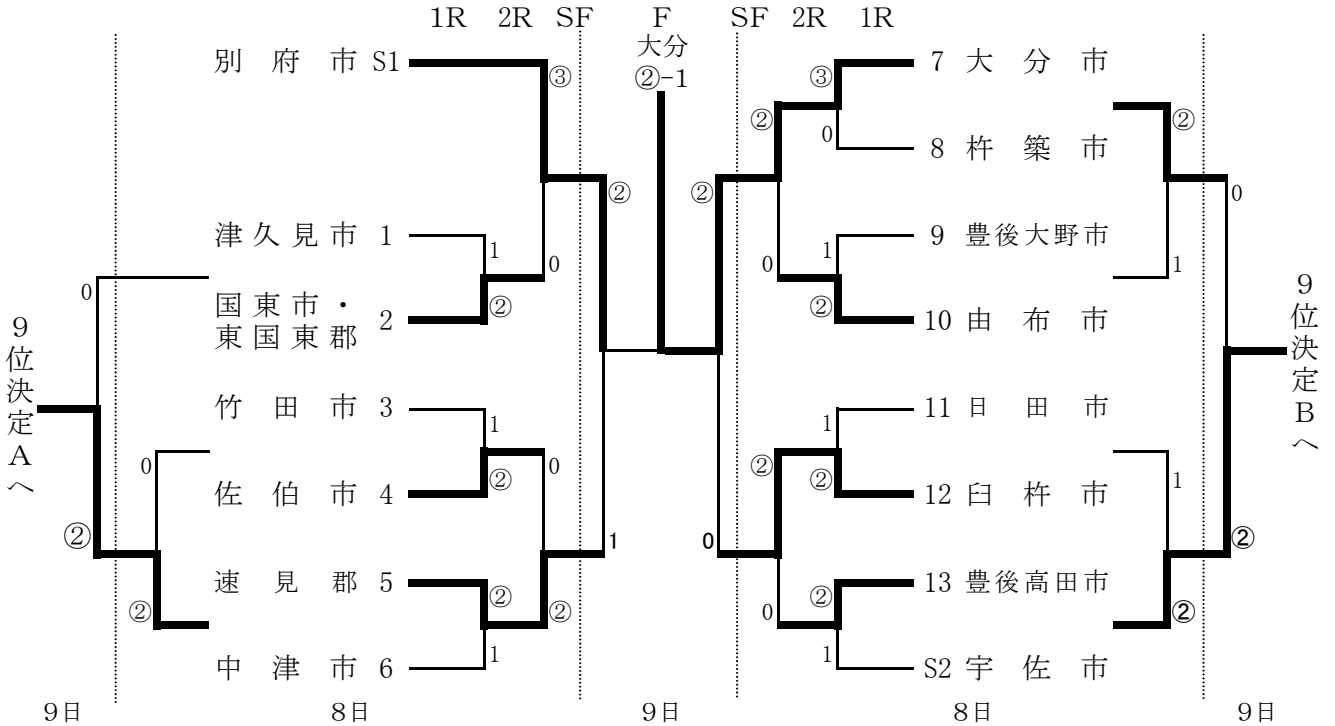 1R 2R SF F SF 2R 1R
大分
②-1
別府市 S1
③
②
②
②
③
0
7 大分市
8 杵築市
②
0
津久見市 1
1
0
②
国東市・
東国東郡 2
0
1
②
9 豊後大野市
10 由布市
1
0
9位決定Aへ
9位決定Bへ
竹田市 3
1
0
②
佐伯市 4
0
②
1
②
11 日田市
12 臼杵市
1
②
1
0
②
②
速見郡 5
②
②
中津市 6
1
②
0
1
13 豊後高田市
S2 宇佐市
②
9日 8日 9日 8日 9日